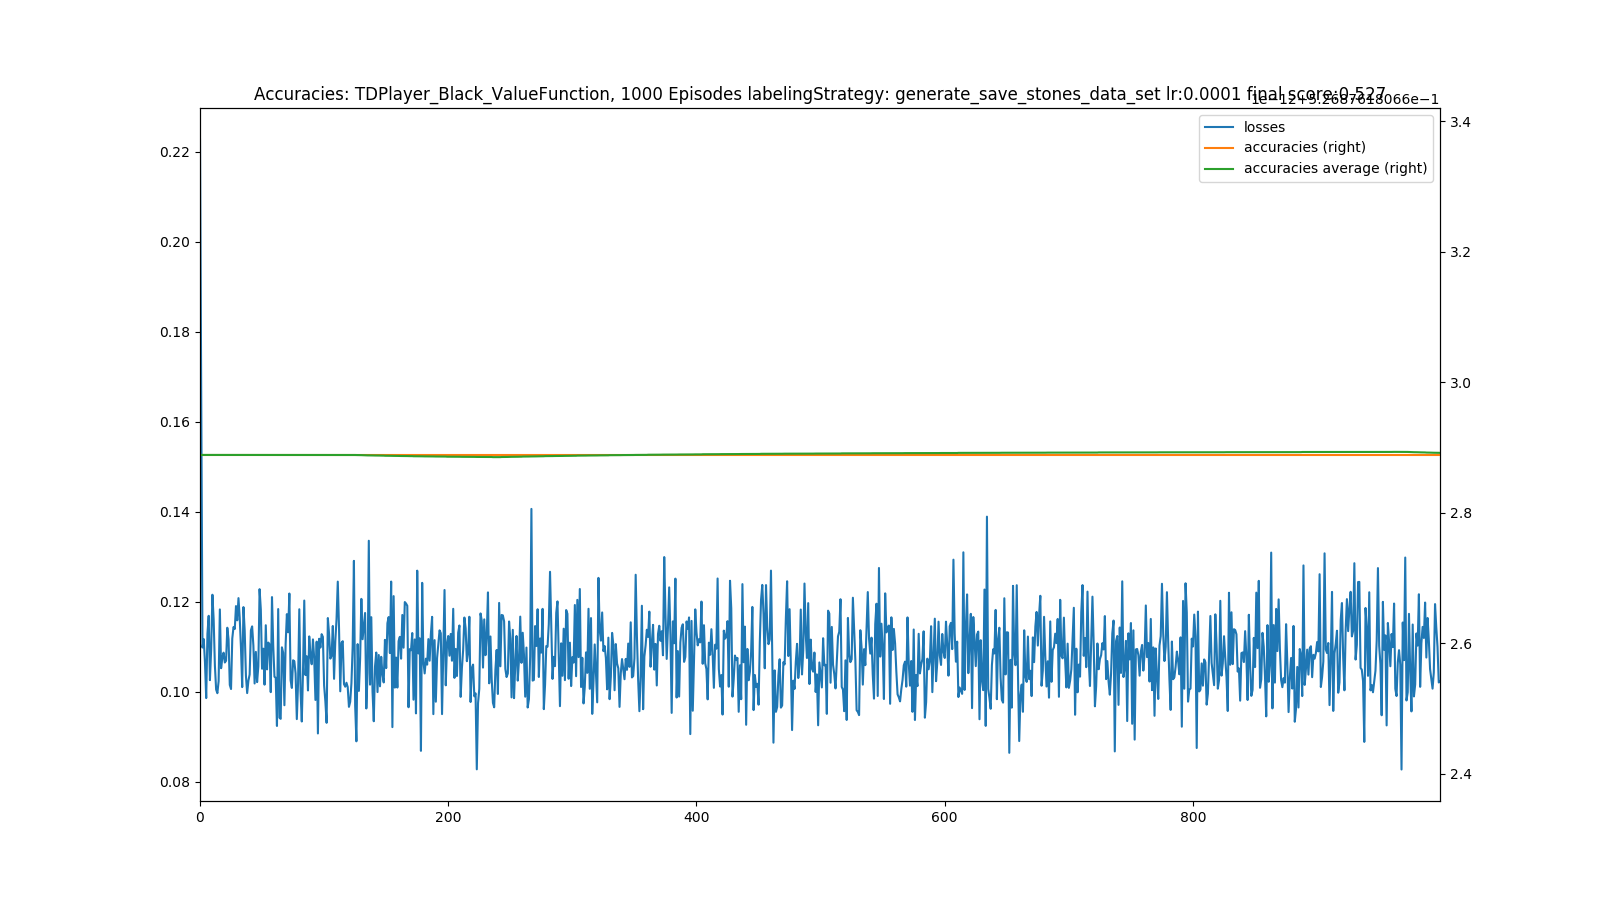 Accuracies: TDPlayer_Black_ValueFunction, 1000 Episodes labelingStrategy: generate_save_stones_data_set lr:0.0001 final score:0.527
1e−12+5.2687618066e−1
losses
accuracies (right)
accuracies average (right)
0.22
0.20
0.18
0.16
0.14
0.12
0.10
0.08
3.4
3.2
3.0
2.8
2.6
2.4
0 200 400 600 800